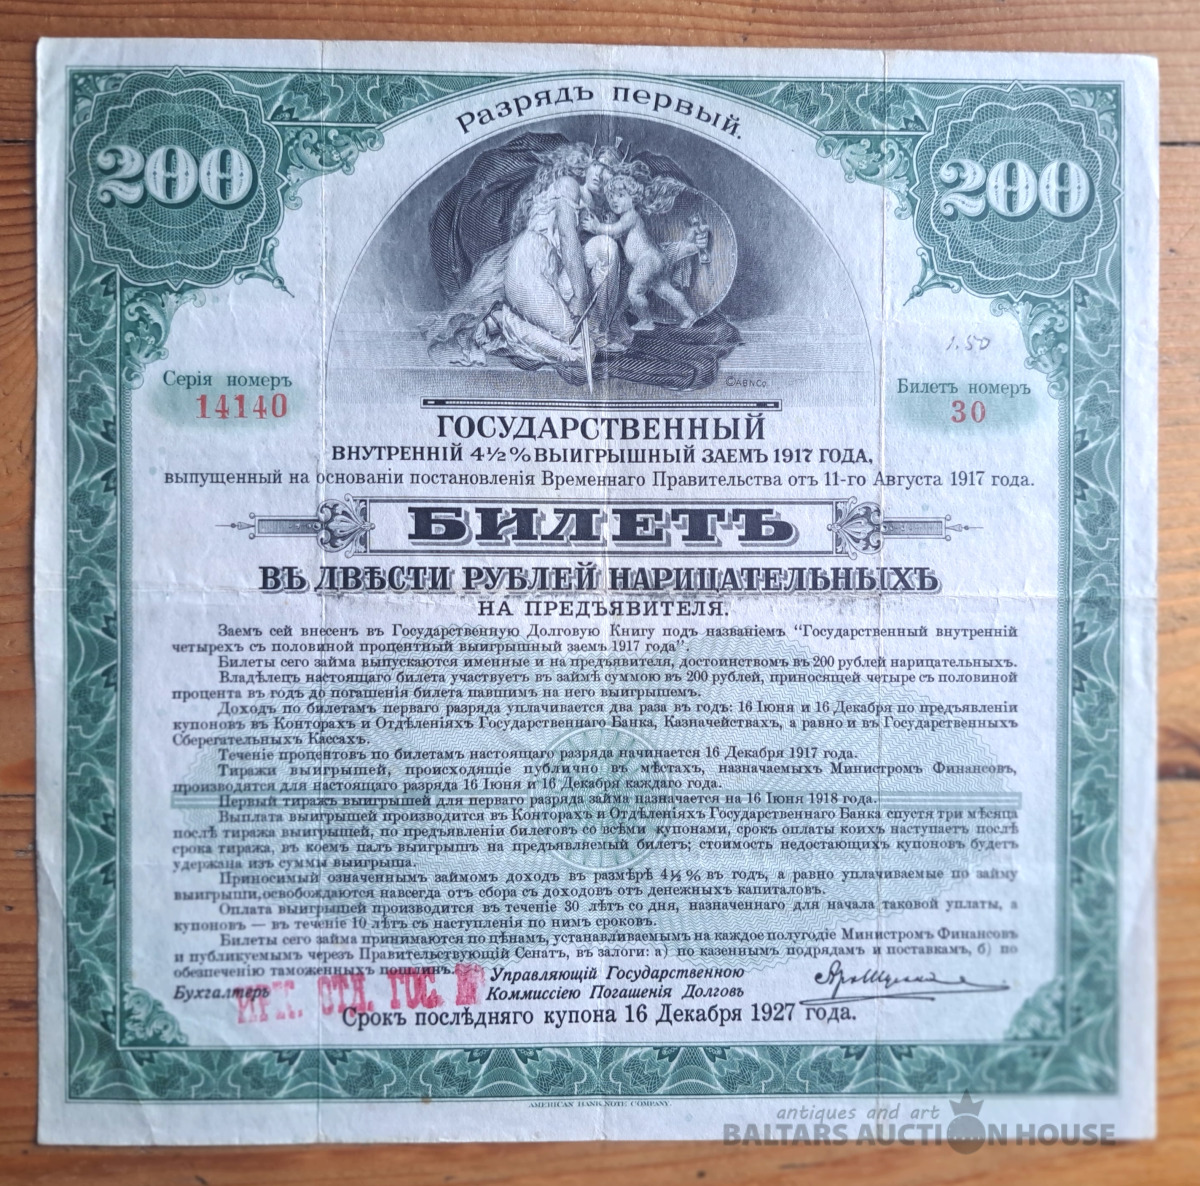 Разрядъ первый.
200
200
1.50
©ABNCo.
Серія номеръ
14140
Билетъ номеръ
30
ГОСУДАРСТВЕННЫЙ
ВНУТРЕННІЙ 4½% ВЫИГРЫШНЫЙ ЗАЕМЪ 1917 ГОДА,
выпущенный на основаніи постановленія Временнаго Правительства отъ 11-го Августа 1917 года.
БИЛЕТЪ
ВЪ ДВѢСТИ РУБЛЕЙ НАРИЦАТЕЛЬНЫХЪ
НА ПРЕДЪЯВИТЕЛЯ.
Заемъ сей внесенъ въ Государственную Долговую Книгу подъ названіемъ "Государственный внутренній
четырехъ съ половиной процентный выигрышный заемъ 1917 года".
Билеты сего займа выпускаются именные и на предъявителя, достоинствомъ въ 200 рублей нарицательныхъ.
Владѣлецъ настоящаго билета участвуетъ въ займѣ суммою въ 200 рублей, приносящей четыре съ половиной
процента въ годъ до погашенія билета павшимъ на него выигрышемъ.
Доходъ по билетамъ перваго разряда уплачивается два раза въ годъ: 16 Іюня и 16 Декабря по предъявленіи
купоновъ въ Конторахъ и Отдѣленіяхъ Государственнаго Банка, Казначействахъ, а равно и въ Государственныхъ
Сберегательныхъ Кассахъ.
Теченіе процентовъ по билетамъ настоящаго разряда начинается 16 Декабря 1917 года.
Тиражи выигрышей, происходящіе публично въ мѣстахъ, назначаемыхъ Министромъ Финансовъ,
производятся для настоящаго разряда 16 Іюня и 16 Декабря каждаго года.
Первый тиражъ выигрышей для перваго разряда займа назначается на 16 Іюня 1918 года.
Выплата выигрышей производится въ Конторахъ и Отдѣленіяхъ Государственнаго Банка спустя три мѣсяца
послѣ тиража выигрышей, по предъявленіи билетовъ со всѣми купонами, срокъ оплаты коихъ наступаетъ послѣ
срока тиража, въ коемъ палъ выигрышъ на предъявляемый билетъ; стоимость недостающихъ купоновъ будетъ
удержана изъ суммы выигрыша.
Приносимый означеннымъ займомъ доходъ въ размѣрѣ 4½% въ годъ, а равно уплачиваемые по займу
выигрыши, освобождаются навсегда отъ сбора съ доходовъ отъ денежныхъ капиталовъ.
Оплата выигрышей производится въ теченіе 30 лѣтъ со дня, назначеннаго для начала таковой уплаты, а
купоновъ — въ теченіе 10 лѣтъ съ наступленія по нимъ сроковъ.
Билеты сего займа принимаются по цѣнамъ, устанавливаемымъ на каждое полугодіе Министромъ Финансовъ
и публикуемымъ черезъ Правительствующій Сенатъ, въ залоги: а) по казеннымъ подрядамъ и поставкамъ, б) по
обезпеченію таможенныхъ пошлинъ.
Управляющій Государственною
Бухгалтеръ
Коммиссіею Погашенія Долговъ
ИРК. ОТД. ГОС.
Срокъ послѣдняго купона 16 Декабря 1927 года.
AMERICAN BANK NOTE COMPANY.
antiques and art
BALTARS AUCTION HOUSE